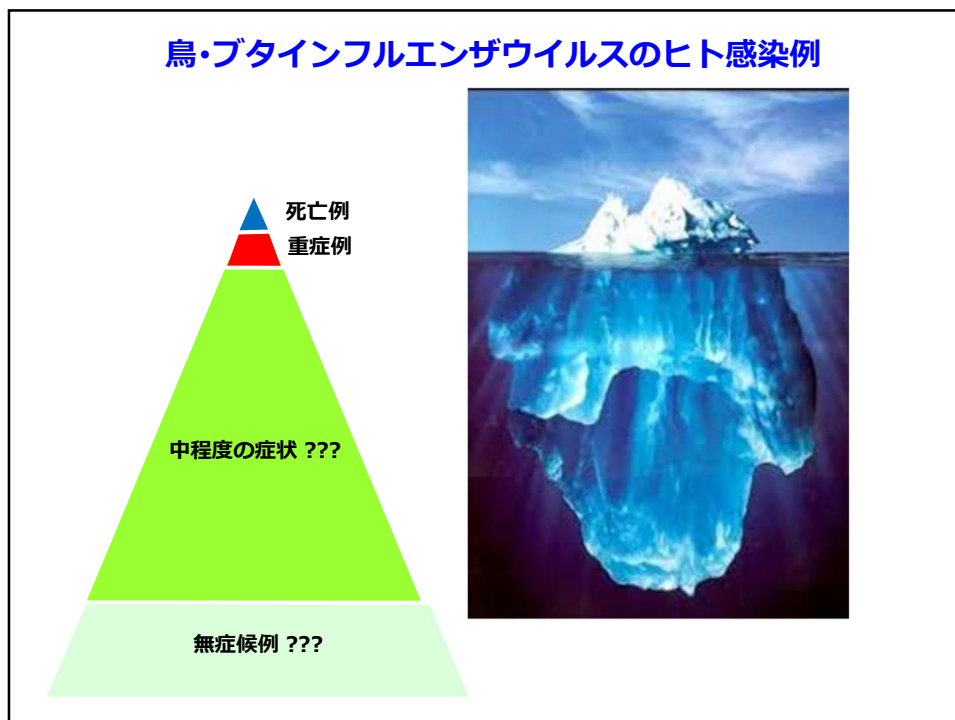 鳥・ブタインフルエンザウイルスのヒト感染例
死亡例
重症例
中程度の症状 ???
無症候例 ???